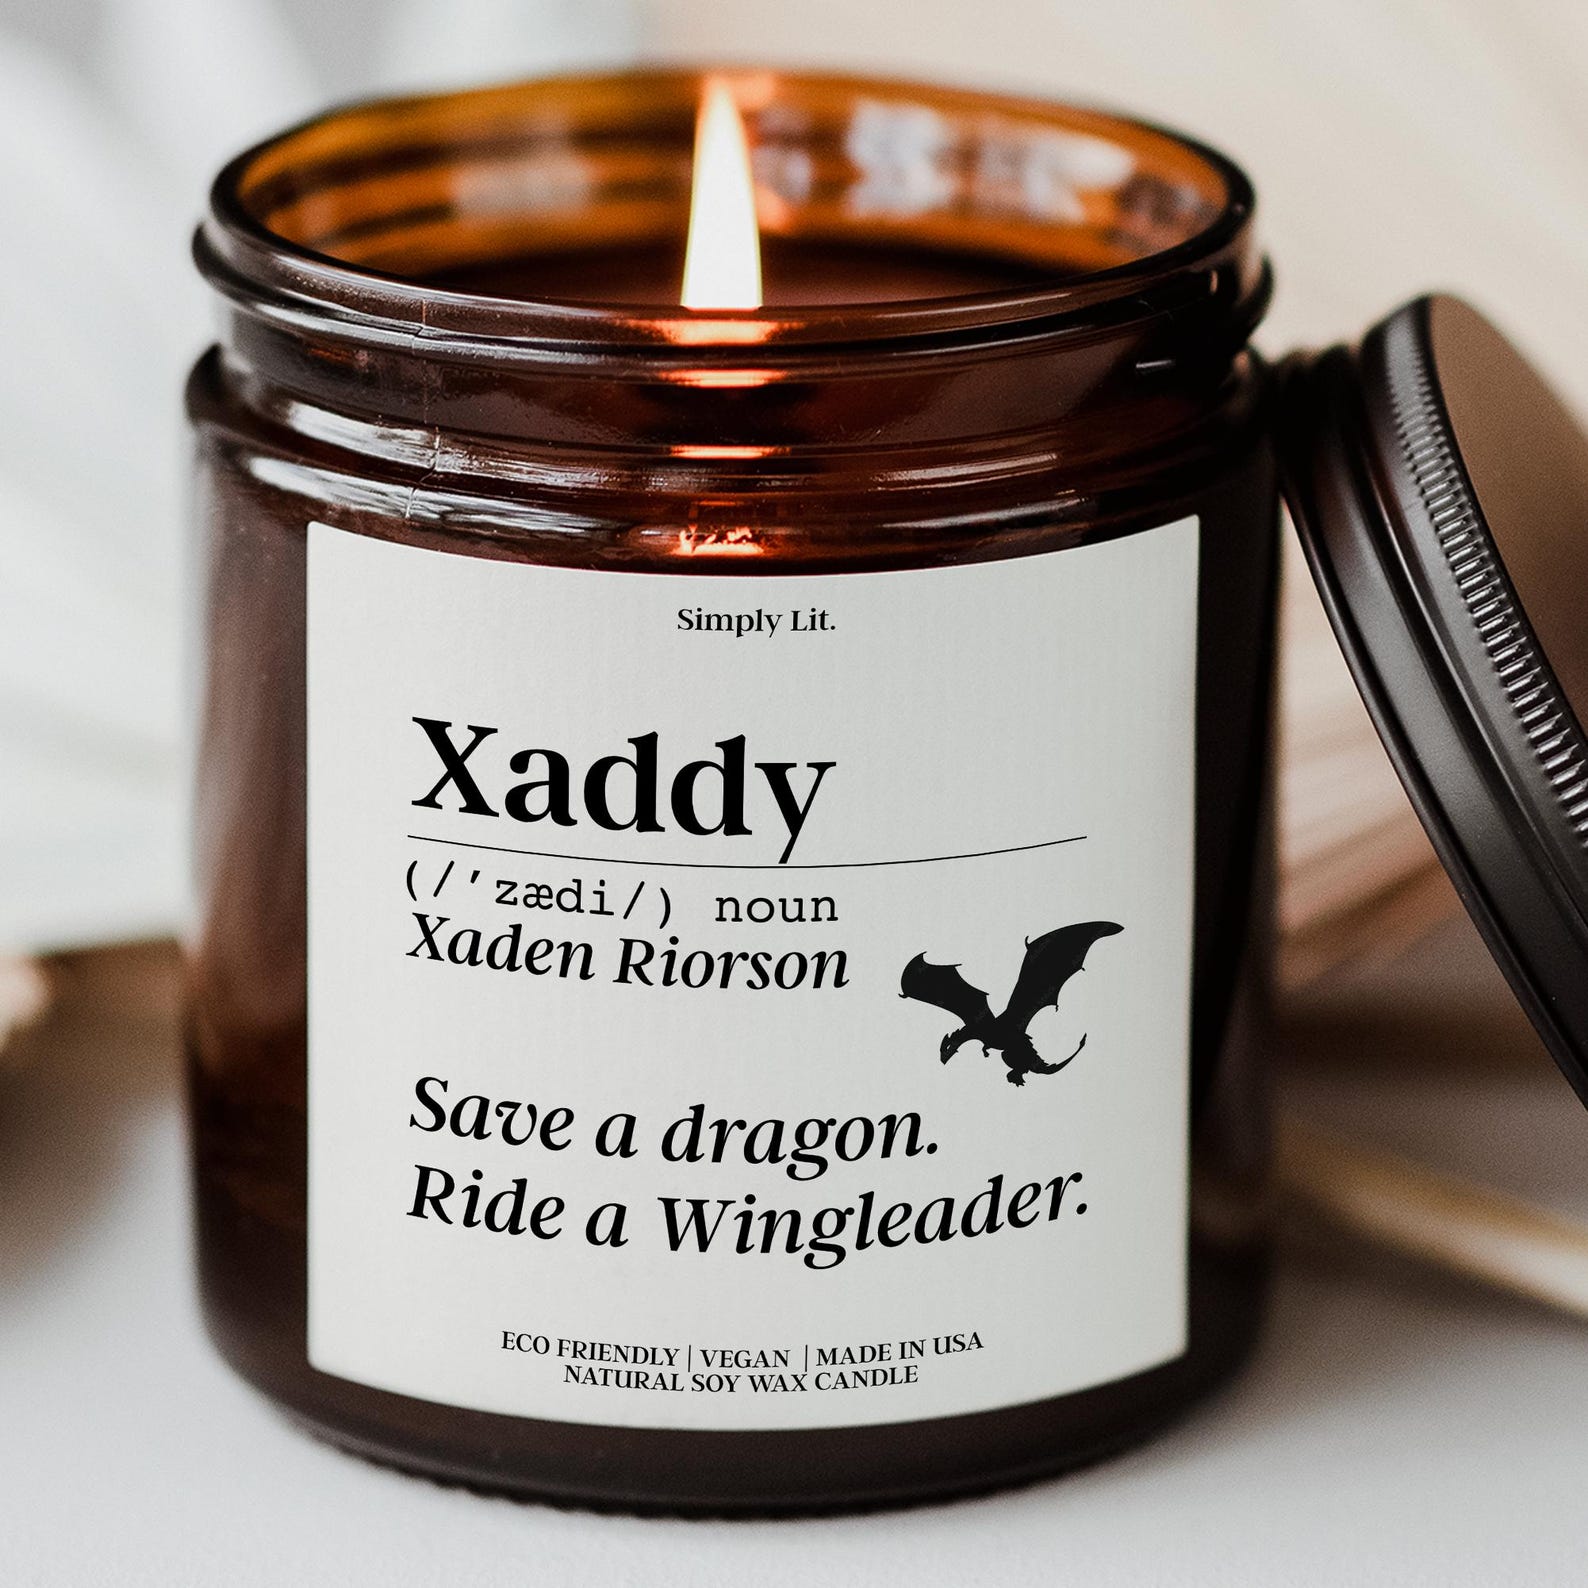 Simply Lit.
Xaddy
(/ˈzædi/) noun
Xaden Riorson
Save a dragon.
Ride a Wingleader.
ECO FRIENDLY | VEGAN | MADE IN USA
NATURAL SOY WAX CANDLE